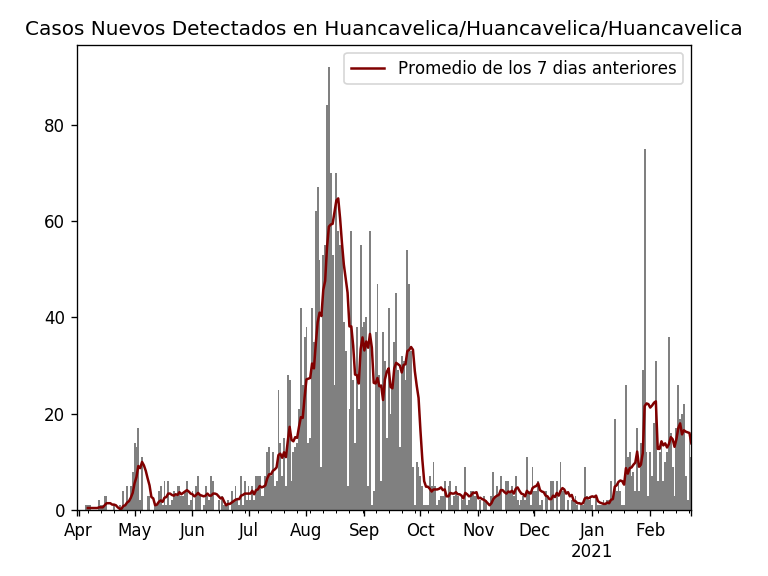 Casos Nuevos Detectados en Huancavelica/Huancavelica/Huancavelica
Promedio de los 7 dias anteriores
80
60
40
20
0
Apr May Jun Jul Aug Sep Oct Nov Dec Jan Feb
2021